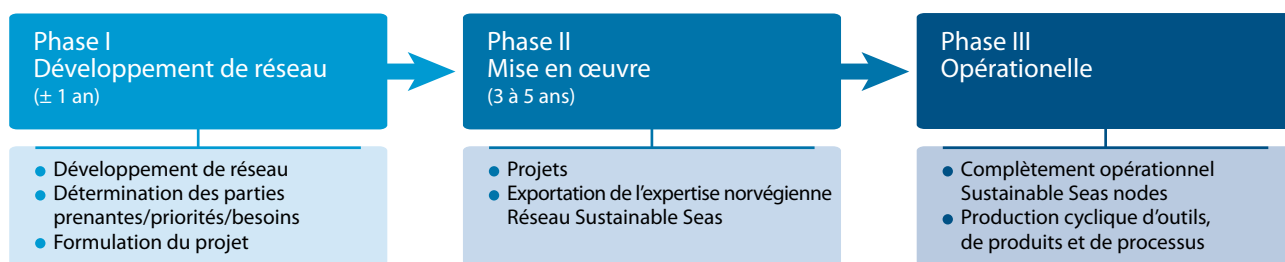 Phase I
Développement de réseau
(± 1 an)
Phase II
Mise en œuvre
(3 à 5 ans)
Phase III
Opérationelle
• Développement de réseau
• Détermination des parties
prenantes/priorités/besoins
• Formulation du projet
• Projets
• Exportation de l'expertise norvégienne
Réseau Sustainable Seas
• Complètement opérationnel
Sustainable Seas nodes
• Production cyclique d'outils,
de produits et de processus